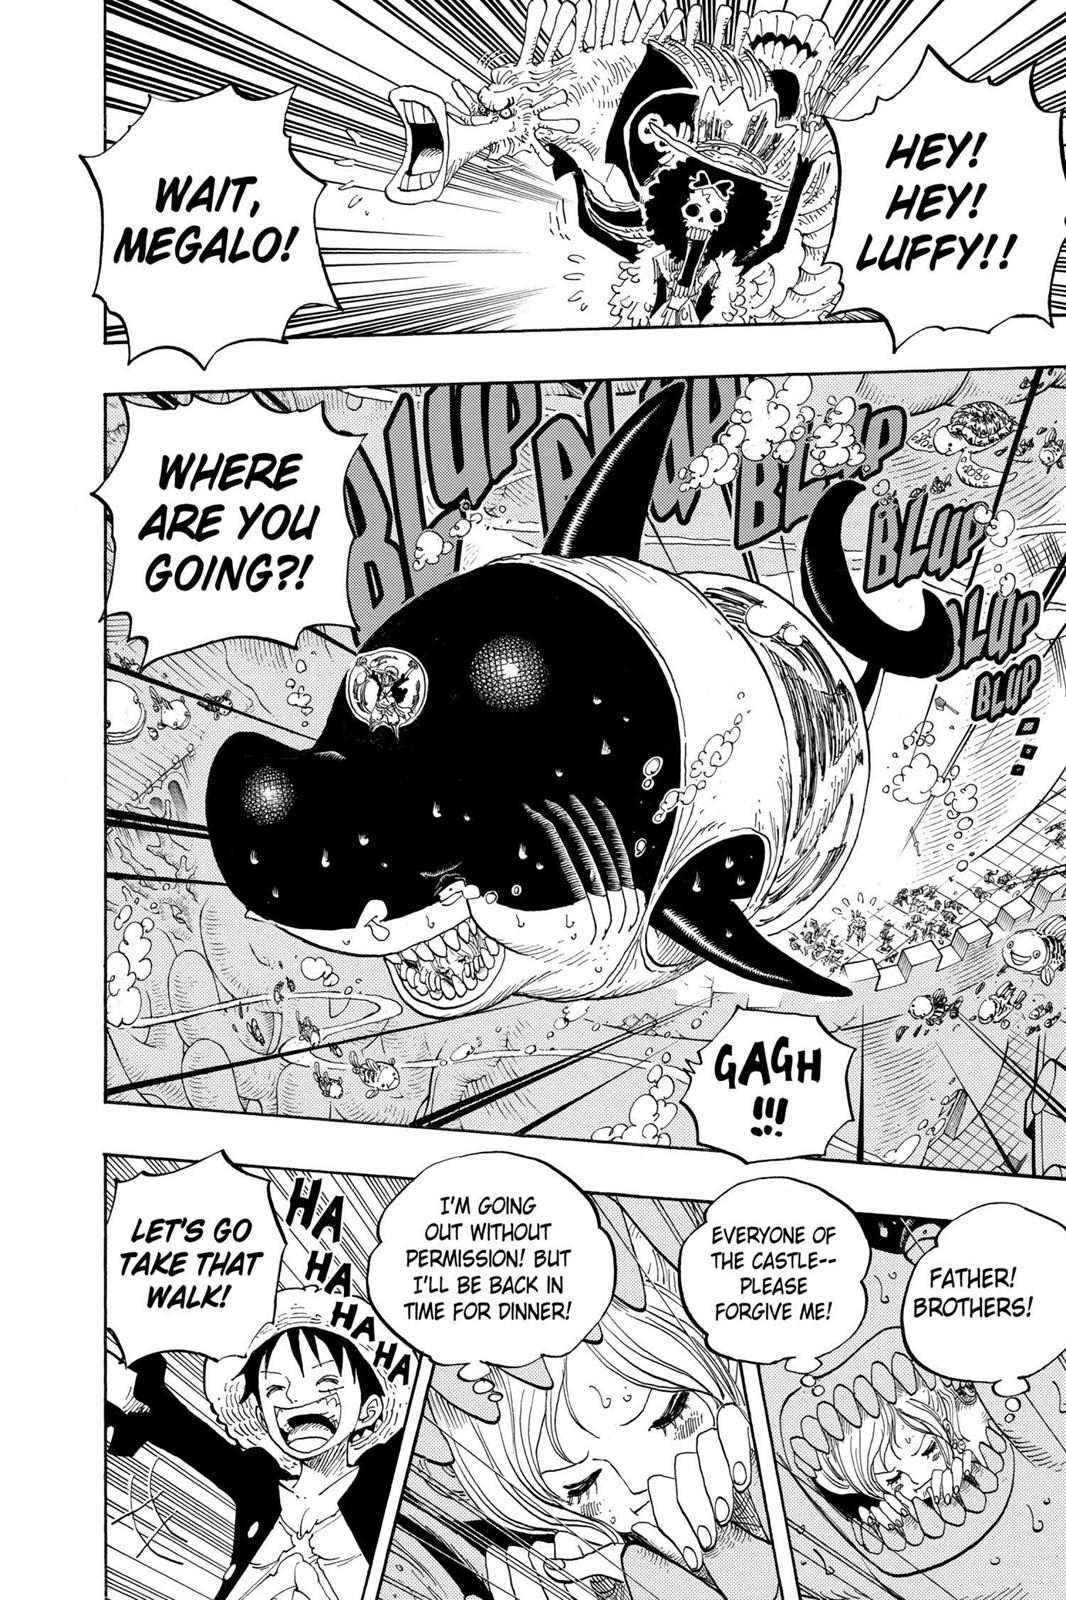 HEY!
HEY!
LUFFY!!
WAIT,
MEGALO!
WHERE
ARE YOU
GOING?!
BLUP
BLUP
BLUP
BLUP
BLUP
BLUP
GAGH
!!!
FATHER!
BROTHERS!
EVERYONE OF
THE CASTLE--
PLEASE
FORGIVE ME!
I'M GOING
OUT WITHOUT
PERMISSION! BUT
I'LL BE BACK IN
TIME FOR DINNER!
HA
HA
HA
HA
HA
LET'S GO
TAKE THAT
WALK!